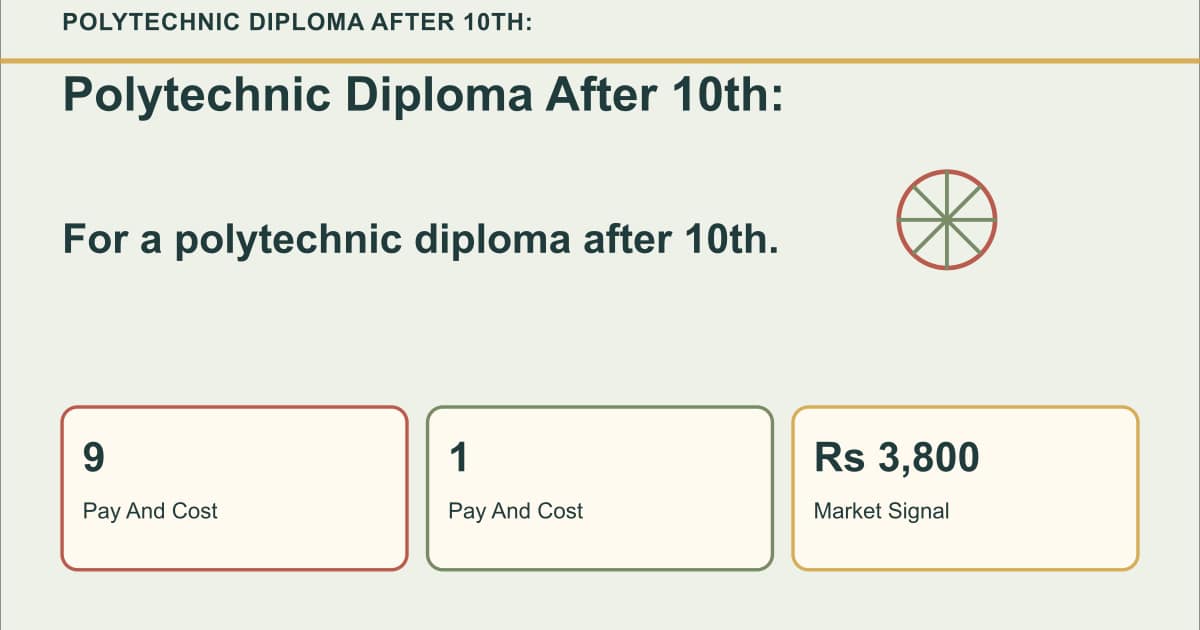 POLYTECHNIC DIPLOMA AFTER 10TH:
Polytechnic Diploma After 10th:
For a polytechnic diploma after 10th.
9
Pay And Cost
1
Pay And Cost
Rs 3,800
Market Signal